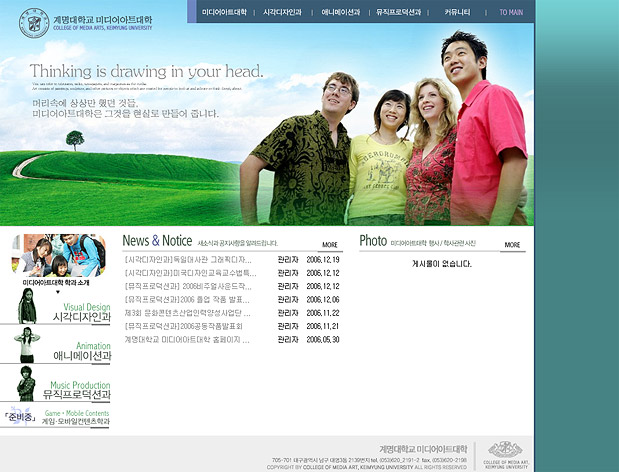 계명대학교 미디어아트대학
COLLEGE OF MEDIA ARTS, KEIMYUNG UNIVERSITY
미디어아트대학 | 시각디자인과 | 애니메이션과 | 뮤직프로덕션과 | 커뮤니티 | TO MAIN
Thinking is drawing in your head.
머리속에 상상만 했던 것들,
미디어아트대학은 그것을 현실로 만들어 줍니다.
미디어아트대학 학과 소개
Visual Design
시각디자인과
Animation
애니메이션과
Music Production
뮤직프로덕션과
「준비중」
Game · Mobile Contents
게임·모바일컨텐츠학과
News & Notice 새소식과 공지사항을 알려드립니다. MORE
[시각디자인과]독일대사관 그래픽디자... 관리자 2006,12,19
[시각디자인과]미국디자인교육교수법특... 관리자 2006,12,12
[뮤직프로덕션과] 2006비주얼사운드작... 관리자 2006,12,12
[뮤직프로덕션과]2006 졸업 작품 발표... 관리자 2006,12,06
제3회 문화콘텐츠산업인력양성사업단 ... 관리자 2006,11,22
[뮤직프로덕션과]2006공동작품발표회 관리자 2006,11,21
계명대학교 미디어아트대학 홈페이지 ... 관리자 2006,05,30
Photo 미디어아트대학 행사 / 학사관련 사진 MORE
게시물이 없습니다.
계명대학교 미디어아트대학
705-701 대구광역시 남구 대명3동 2139번지 tel. (053)620_2191~2 fax. (053)620-2198
COPYRIGHT BY COLLEGE OF MEDIA ART, KEIMYUNG UNIVERSITY ALL RIGHTS RESERVED
COLLEGE OF MEDIA ART,
KEIMYUNG UNIVERSITY